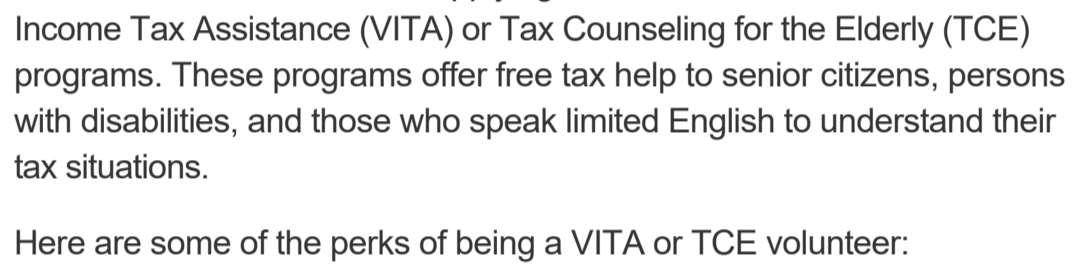 Income Tax Assistance (VITA) or Tax Counseling for the Elderly (TCE)
programs. These programs offer free tax help to senior citizens, persons
with disabilities, and those who speak limited English to understand their
tax situations.
Here are some of the perks of being a VITA or TCE volunteer: